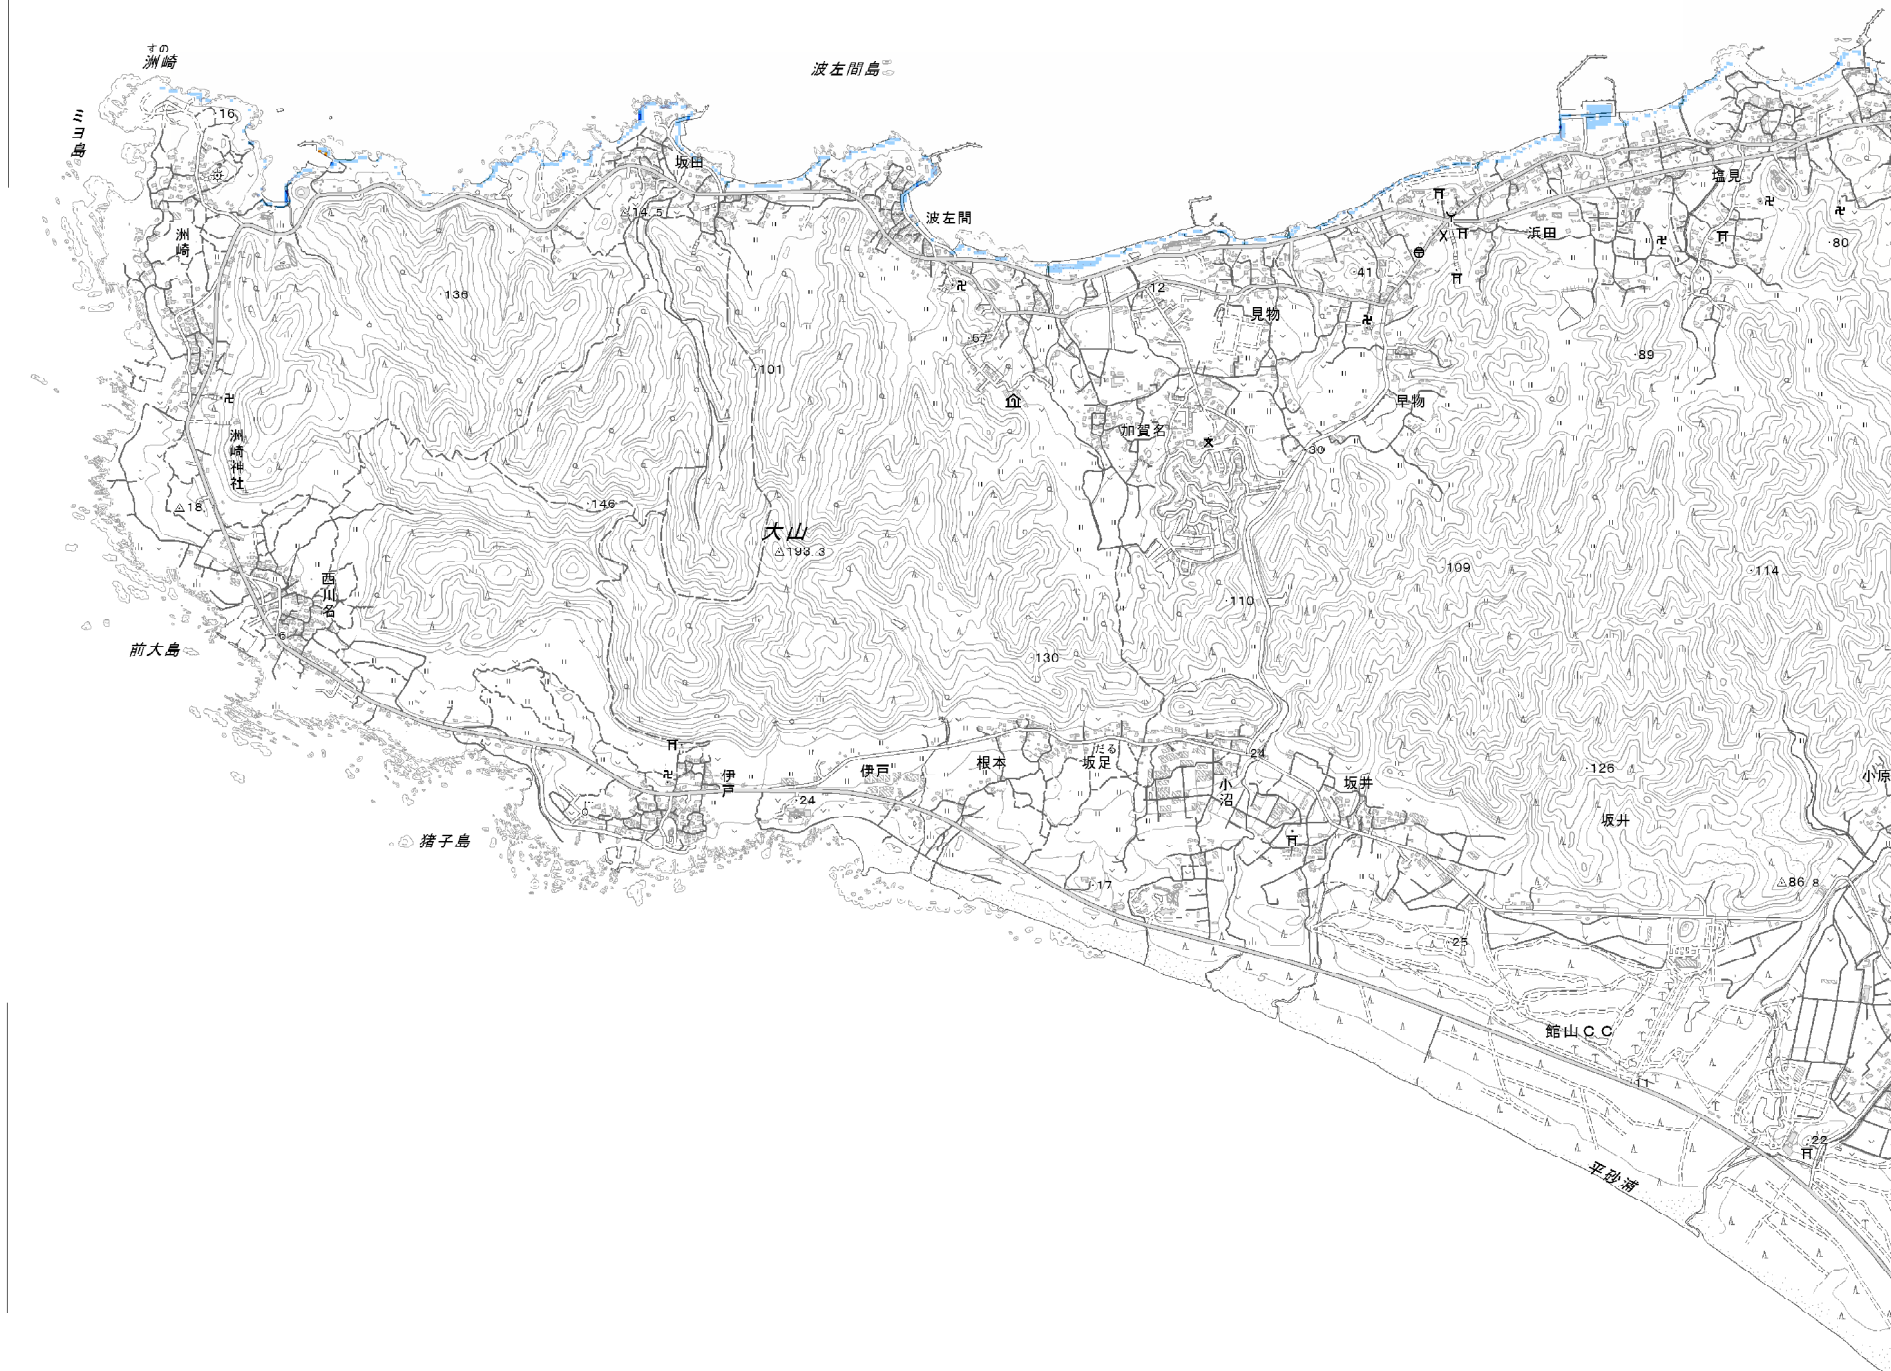 すの
洲崎
ミヨ島
波左間島
16
坂田
塩見
14.5
波左間
浜田
洲崎
80
41
136
12
見物
67
89
101
早物
加賀名
洲崎神社
30
146
18
大山
193.3
109
114
西川名
110
6
前大島
130
だる
坂足
根本
伊戸
24
126
小原
伊戸
小沼
坂井
24
0
坂井
猪子島
17
86.8
25
館山CC
11
22
平砂浦